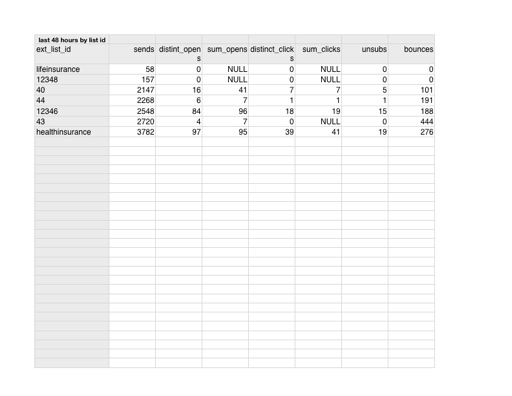 last 48 hours by list id
ext_list_id sends distint_opens sum_opens distinct_clicks sum_clicks unsubs bounces
lifeinsurance 58 0 NULL 0 NULL 0 0
12348 157 0 NULL 0 NULL 0 0
40 2147 16 41 7 7 5 101
44 2268 6 7 1 1 1 191
12346 2548 84 96 18 19 15 188
43 2720 4 7 0 NULL 0 444
healthinsurance 3782 97 95 39 41 19 276